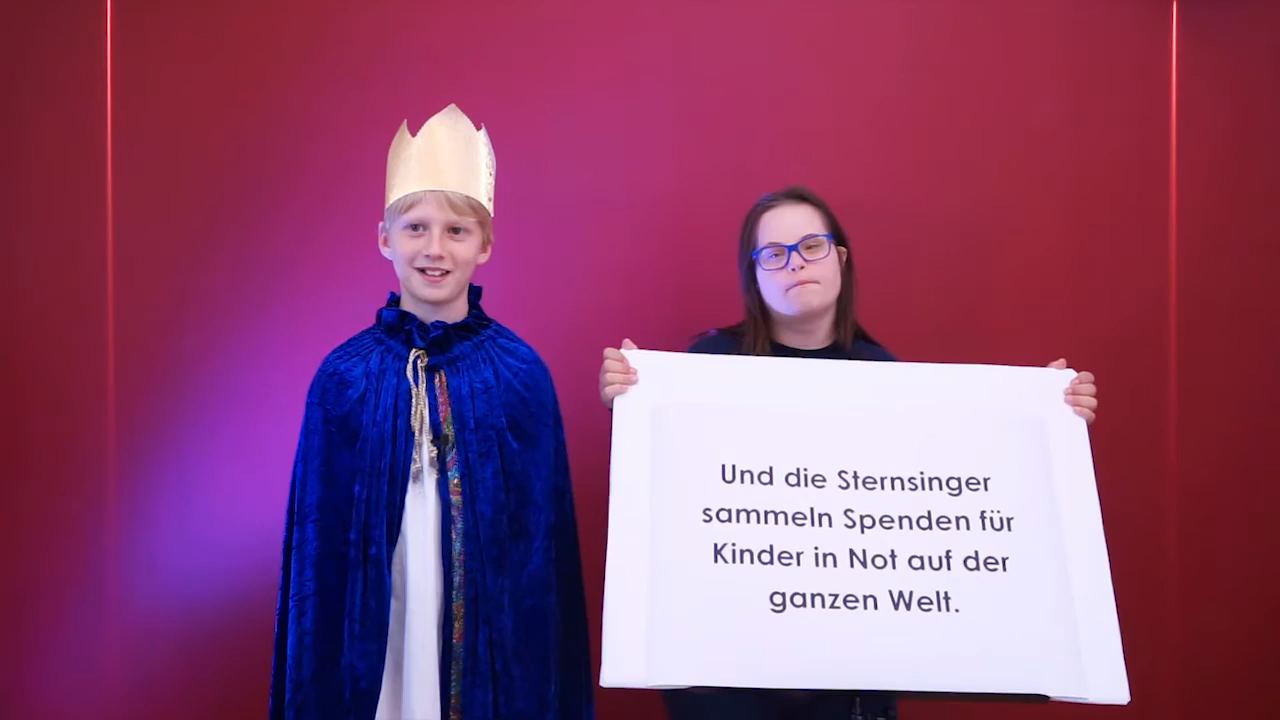 Und die Sternsinger
sammeln Spenden für
Kinder in Not auf der
ganzen Welt.